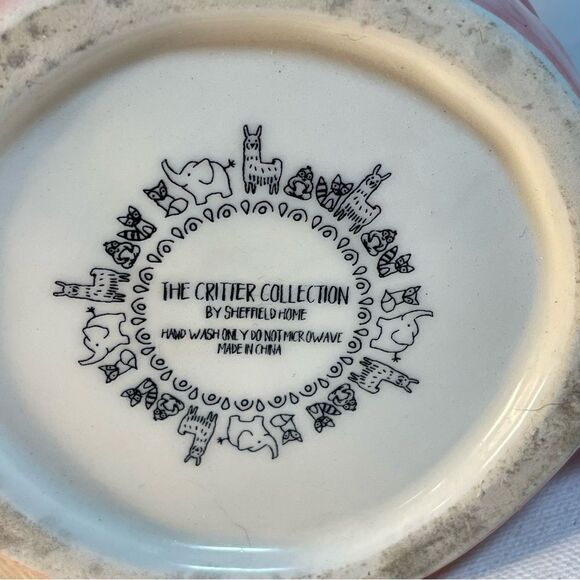 THE CRITTER COLLECTION
BY SHEFFIELD HOME
HAND WASH ONLY DO NOT MICROWAVE
MADE IN CHINA